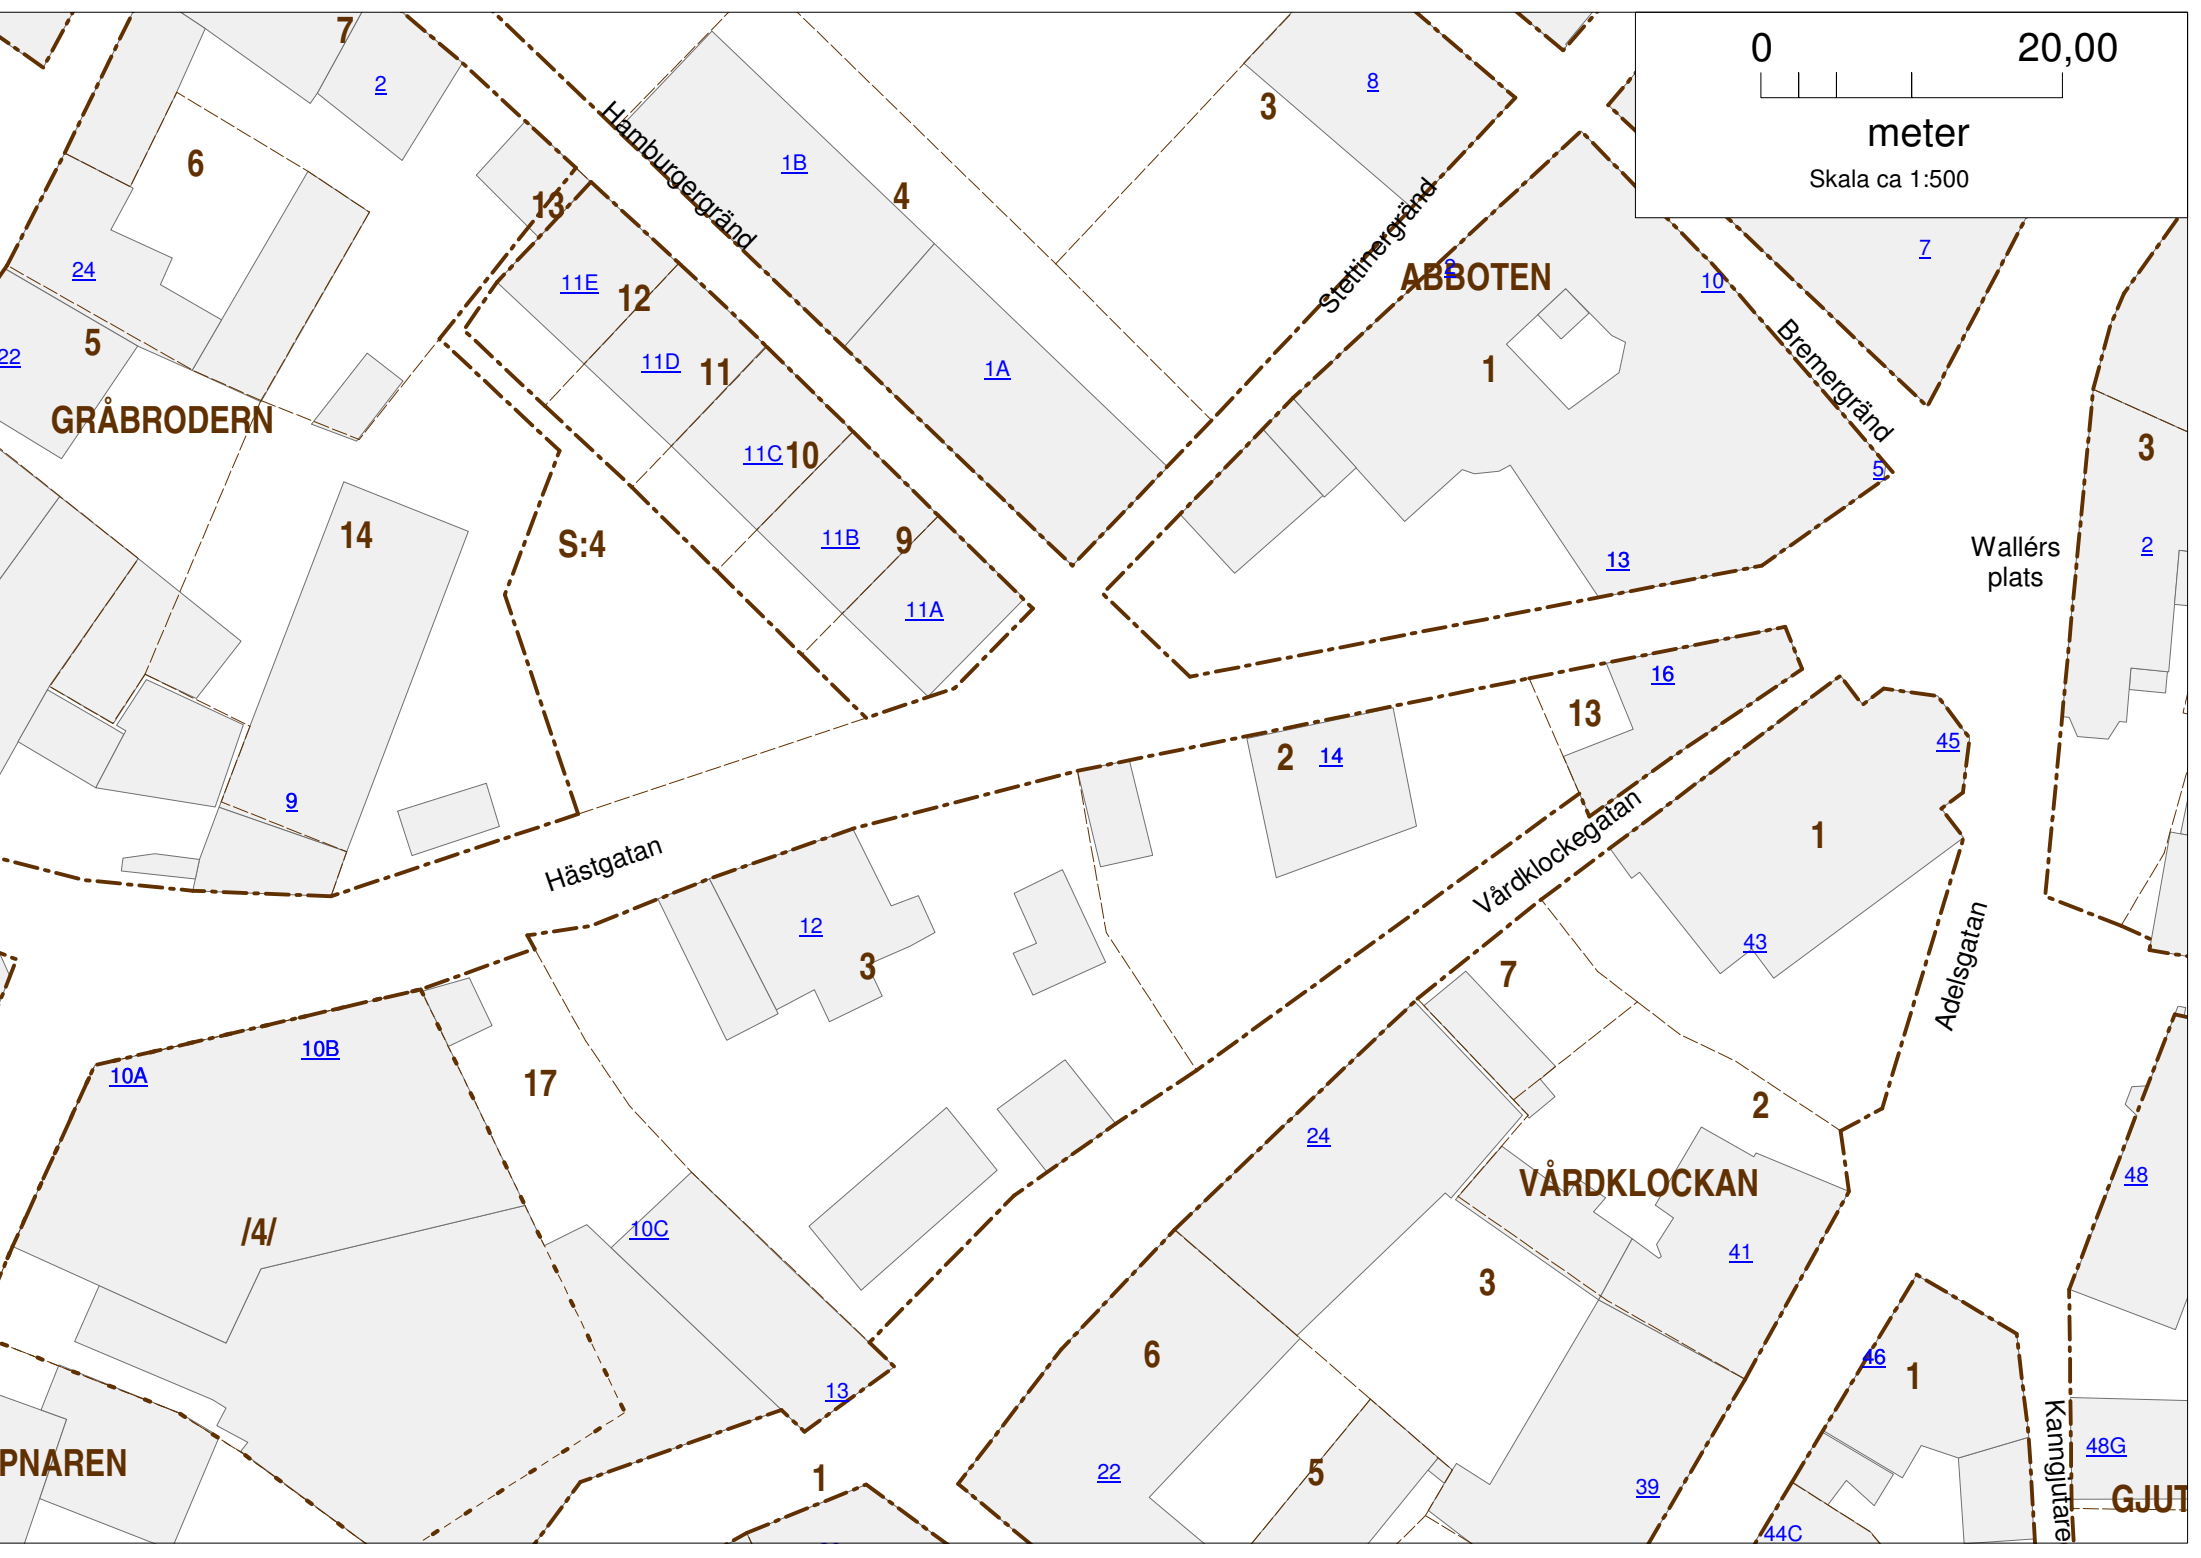 7
2
8
3
0 20,00
meter
Skala ca 1:500
6
1B
4
13
Hamburgergränd
Stettinergränd
2
ABBOTEN
10
7
24
11E
12
5
22
11D
11
1A
1
Bremergränd
GRÅBRODERN
11C
10
5
3
14
S:4
11B
9
13
Wallérs
plats
2
11A
16
13
2
14
45
9
Hästgatan
Vårdklockegatan
1
12
3
43
Adelsgatan
7
10B
10A
17
2
24
48
VÅRDKLOCKAN
/4/
10C
41
3
6
46
1
13
Kanngjutare
48G
PNAREN
1
22
5
39
GJUT
44C